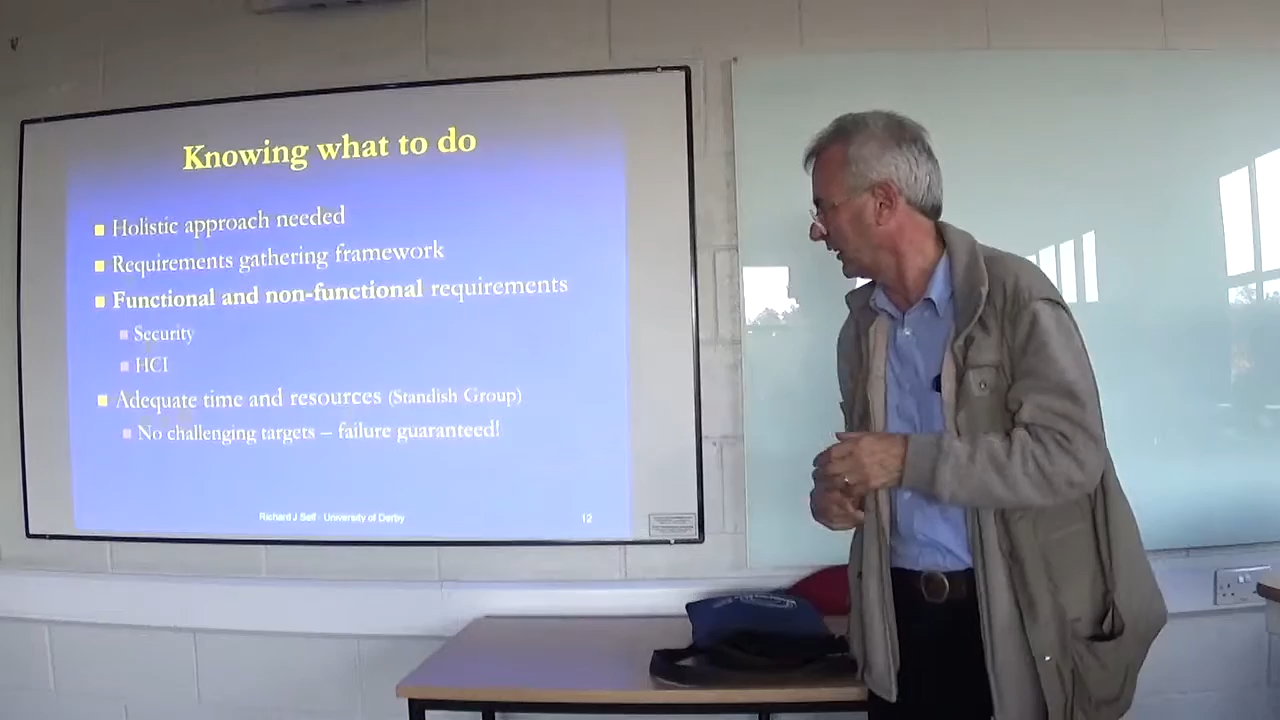 Knowing what to do
Holistic approach needed
Requirements gathering framework
Functional and non-functional requirements
Security
HCI
Adequate time and resources (Standish Group)
No challenging targets – failure guaranteed!
Richard J Self - University of Derby
12